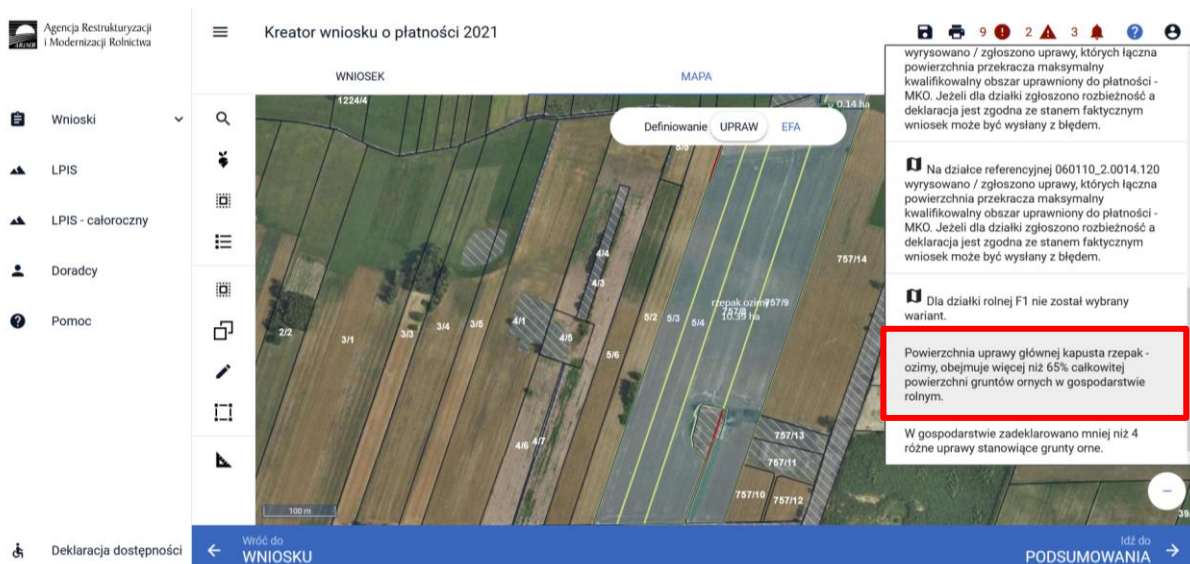 Agencja Restrukturyzacji
i Modernizacji Rolnictwa
ARiMR
Kreator wniosku o płatności 2021
9
2
3
WNIOSEK
MAPA
Wnioski
LPIS
LPIS - całoroczny
Doradcy
Pomoc
Deklaracja dostępności
Definiowanie UPRAW EFA
1224/4
0.14 ha
5/5
757/14
4/4
4/3
rzepak ozimy
757/9
757/8
10.39 ha
2/2
3/1
3/3
3/4
3/5
4/1
4/5
5/6
5/2
5/3
5/4
4/6
4/7
757/13
757/11
757/10
757/12
100 m
39
wyrysowano / zgłoszono uprawy, których łączna
powierzchnia przekracza maksymalny
kwalifikowalny obszar uprawniony do płatności -
MKO. Jeżeli dla działki zgłoszono rozbieżność a
deklaracja jest zgodna ze stanem faktycznym
wniosek może być wysłany z błędem.
Na działce referencyjnej 060110_2.0014.120
wyrysowano / zgłoszono uprawy, których łączna
powierzchnia przekracza maksymalny
kwalifikowalny obszar uprawniony do płatności -
MKO. Jeżeli dla działki zgłoszono rozbieżność a
deklaracja jest zgodna ze stanem faktycznym
wniosek może być wysłany z błędem.
Dla działki rolnej F1 nie został wybrany
wariant.
Powierzchnia uprawy głównej kapusta rzepak -
ozimy, obejmuje więcej niż 65% całkowitej
powierzchni gruntów ornych w gospodarstwie
rolnym.
W gospodarstwie zadeklarowano mniej niż 4
różne uprawy stanowiące grunty orne.
Wróć do
WNIOSKU
Idź do
PODSUMOWANIA